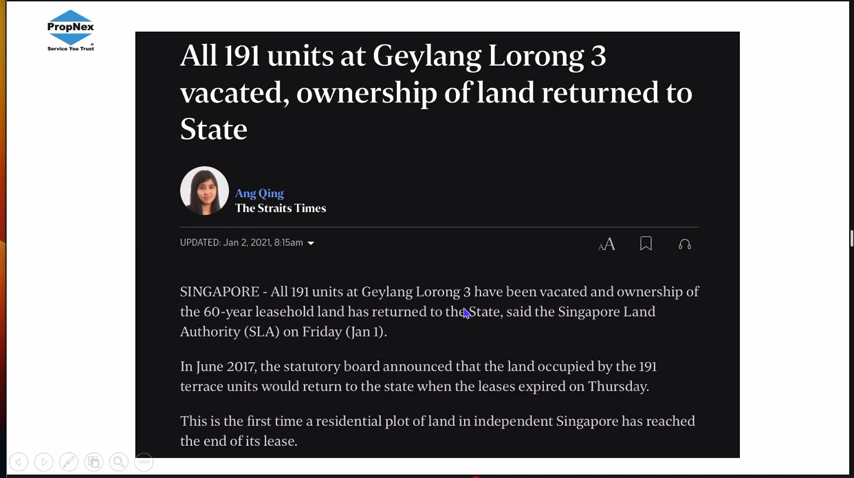 PropNex
Service You Trust
All 191 units at Geylang Lorong 3
vacated, ownership of land returned to
State
Ang Qing
The Straits Times
UPDATED: Jan 2, 2021, 8:15am
AA
SINGAPORE - All 191 units at Geylang Lorong 3 have been vacated and ownership of
the 60-year leasehold land has returned to the State, said the Singapore Land
Authority (SLA) on Friday (Jan 1).
In June 2017, the statutory board announced that the land occupied by the 191
terrace units would return to the state when the leases expired on Thursday.
This is the first time a residential plot of land in independent Singapore has reached
the end of its lease.